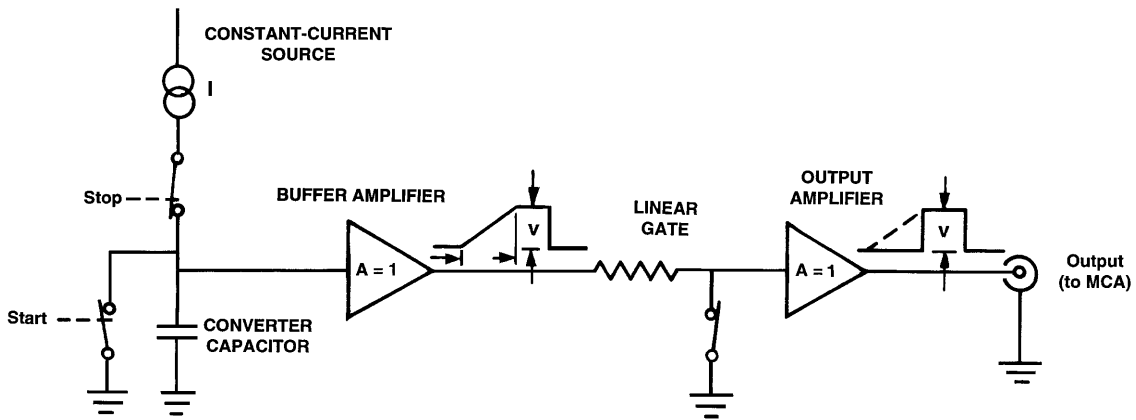 CONSTANT-CURRENT
SOURCE
I
Stop
BUFFER AMPLIFIER
A = 1
V
LINEAR
GATE
OUTPUT
AMPLIFIER
A = 1
V
Output
(to MCA)
Start
CONVERTER
CAPACITOR